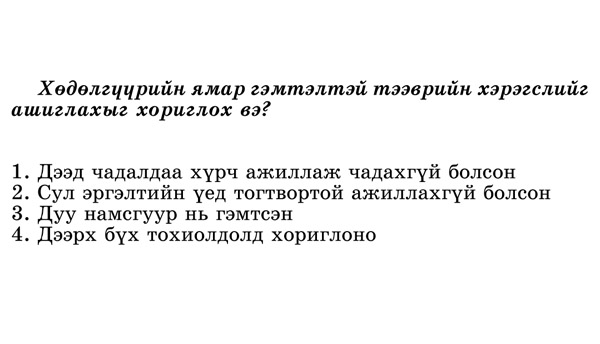 Хөдөлгүүрийн ямар гэмтэлтэй тээврийн хэрэгслийг
ашиглахыг хориглох вэ?
1. Дээд чадалдаа хүрч ажиллаж чадахгүй болсон
2. Сул эргэлтийн үед тогтвортой ажиллахгүй болсон
3. Дуу намсгуур нь гэмтсэн
4. Дээрх бүх тохиолдолд хориглоно